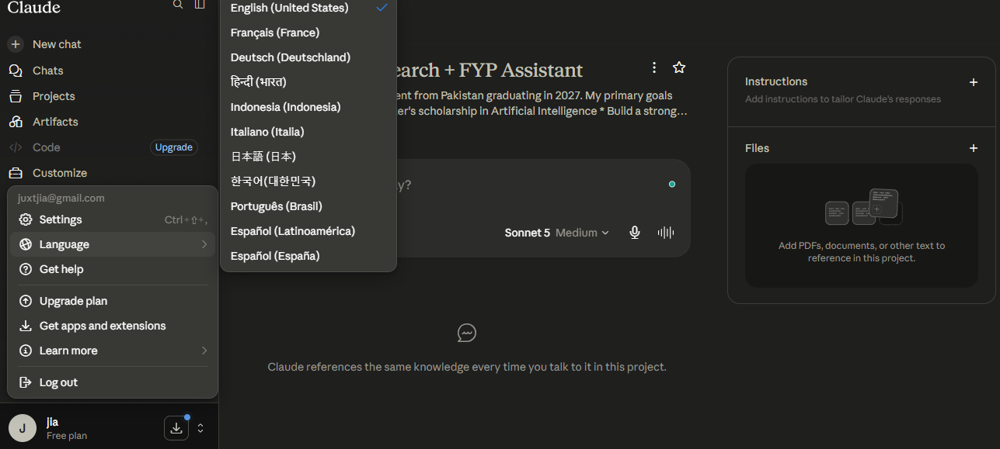 Claude
New chat
Chats
Projects
Artifacts
Code Upgrade
Customize
juxtjia@gmail.com
Settings Ctrl+⇧+,
Language
Get help
Upgrade plan
Get apps and extensions
Learn more
Log out
J
Jia
Free plan
English (United States)
Français (France)
Deutsch (Deutschland)
हिन्दी (भारत)
Indonesia (Indonesia)
Italiano (Italia)
日本語 (日本)
한국어(대한민국)
Português (Brasil)
Español (Latinoamérica)
Español (España)
earch + FYP Assistant
ent from Pakistan graduating in 2027. My primary goals
er's scholarship in Artificial Intelligence * Build a strong…
y?
Sonnet 5 Medium
Claude references the same knowledge every time you talk to it in this project.
Instructions
Add instructions to tailor Claude's responses
Files
Add PDFs, documents, or other text to
reference in this project.